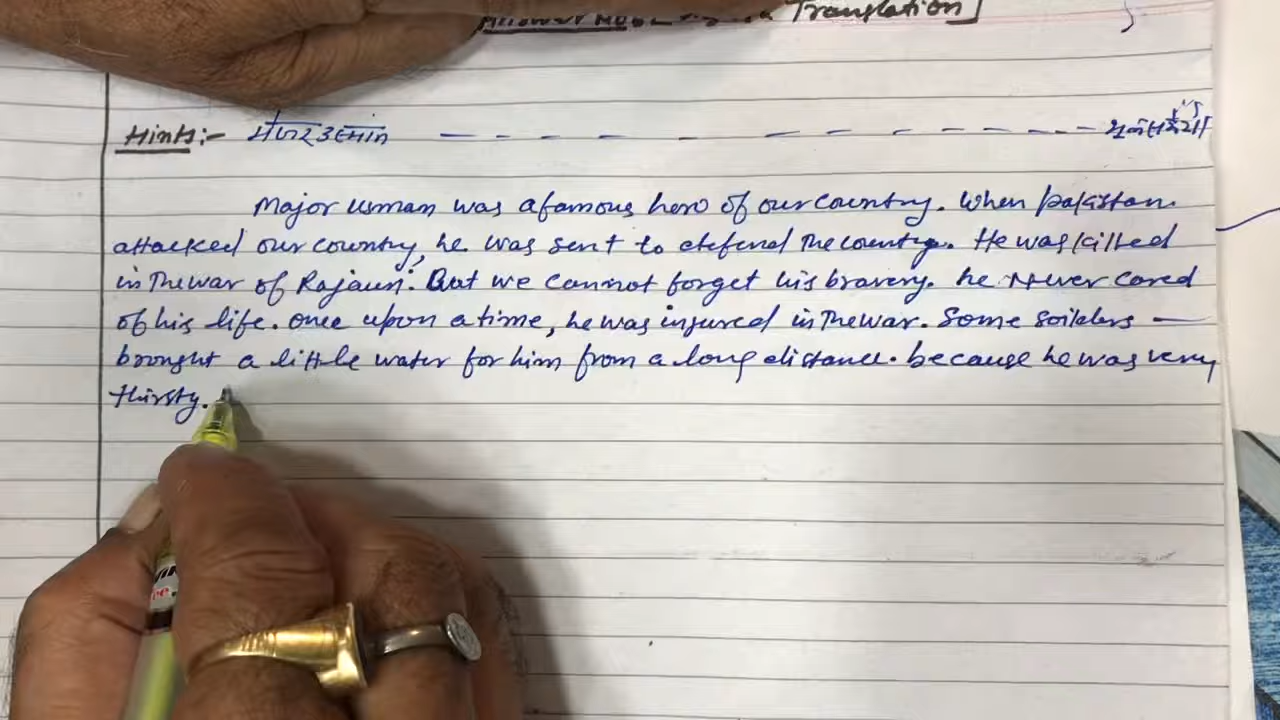 Translation]
Hints:- मेजर उस्मान - - - - - - - - - -
Major usman was a famous hero of our country. When pakistan
attacked our country, he was sent to defend the country. He was killed
in the war of Rajauri. But we cannot forget his bravery. he never cared
of his life. once upon a time, he was injured in the war. Some soilders —
brought a little water for him from a long distance. because he was very
thirsty.